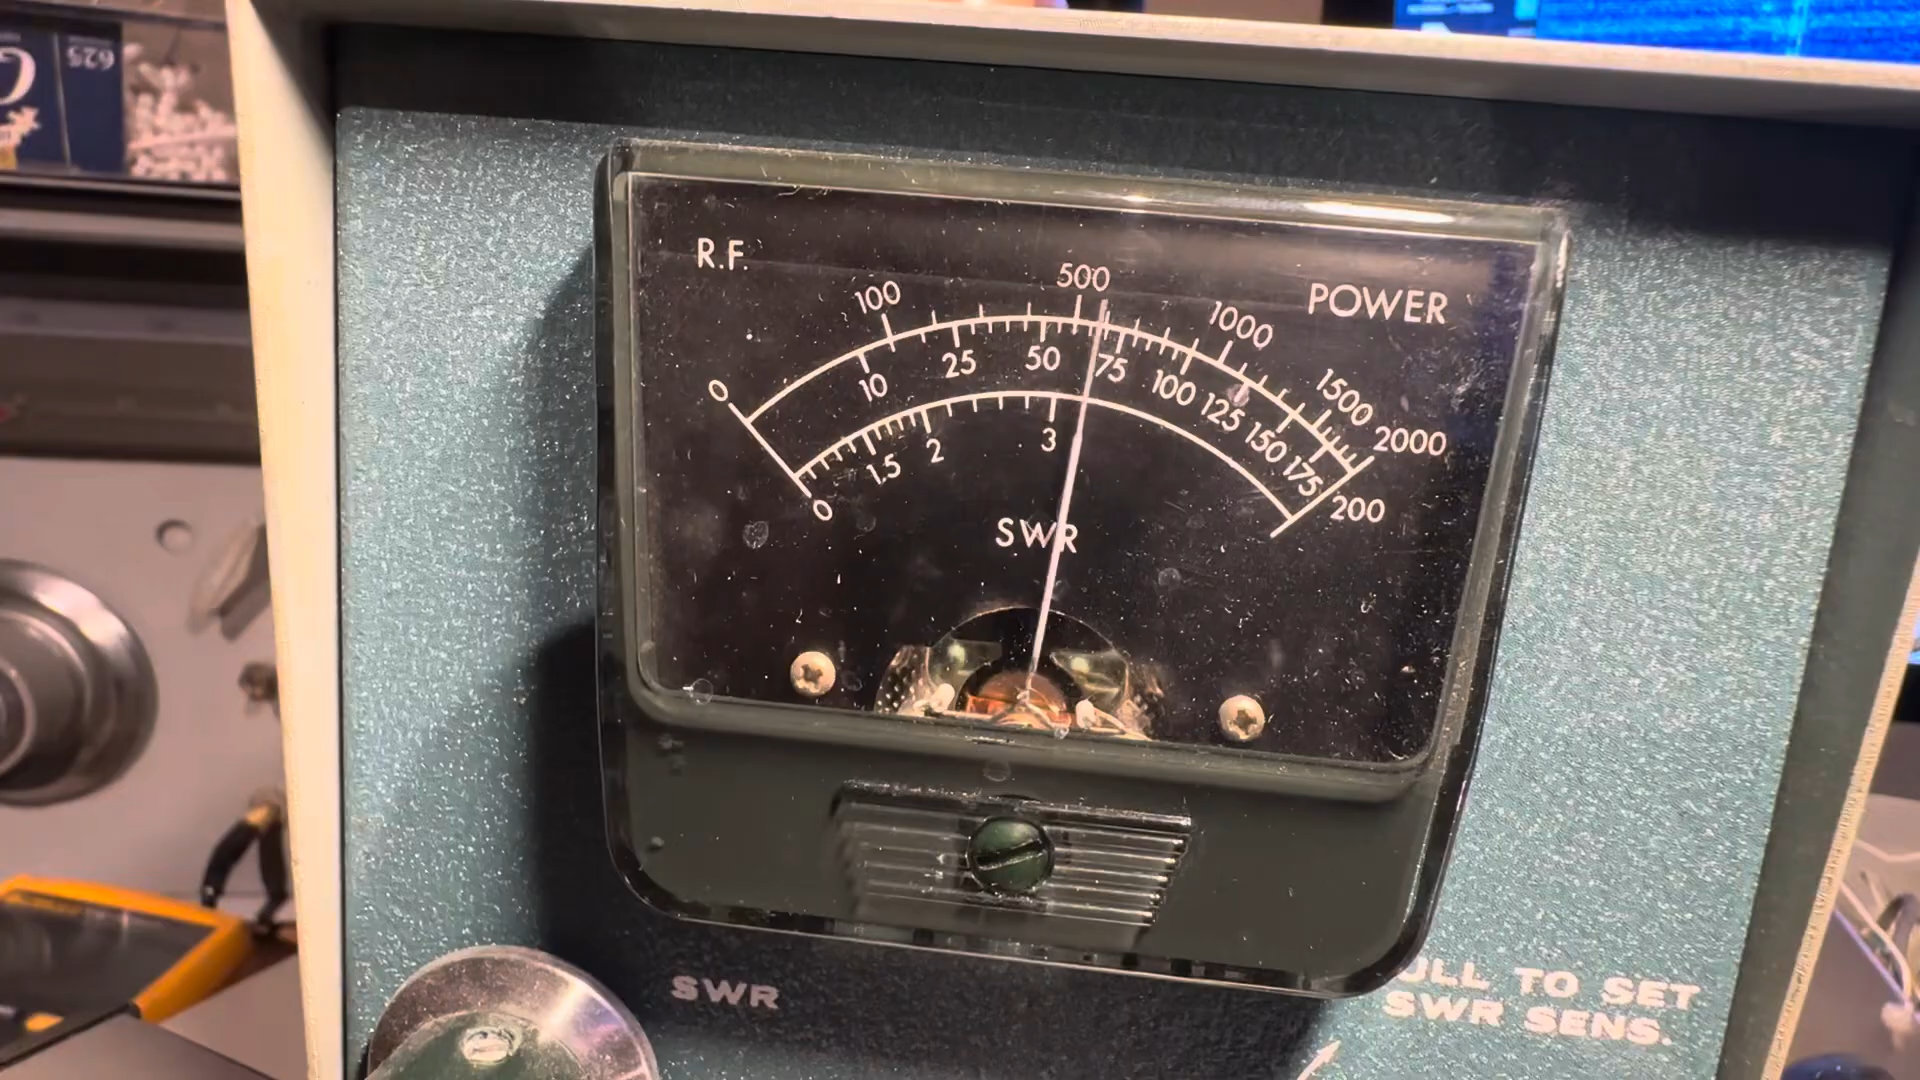 625
R.F.
POWER
0 100 500 1000 1500 2000
10 25 50 75 100 125 150 175 200
0 1.5 2 3
SWR
SWR
ULL TO SET
SWR SENS.